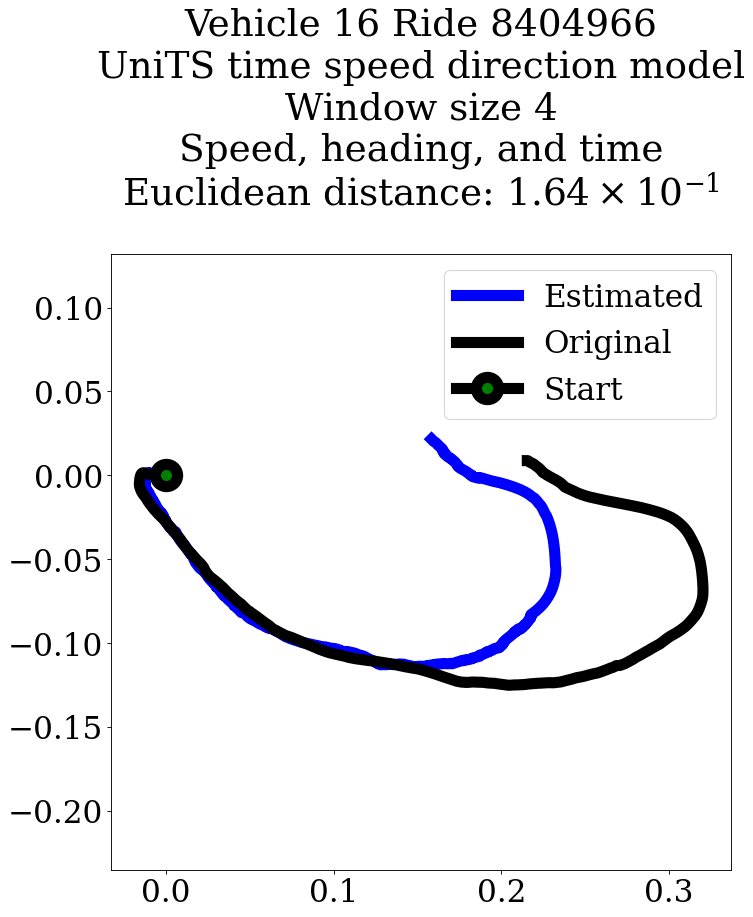 Vehicle 16 Ride 8404966
UniTS time speed direction model
Window size 4
Speed, heading, and time
Euclidean distance: 1.64 × 10⁻¹
Estimated
Original
Start
0.10
0.05
0.00
−0.05
−0.10
−0.15
−0.20
0.0 0.1 0.2 0.3